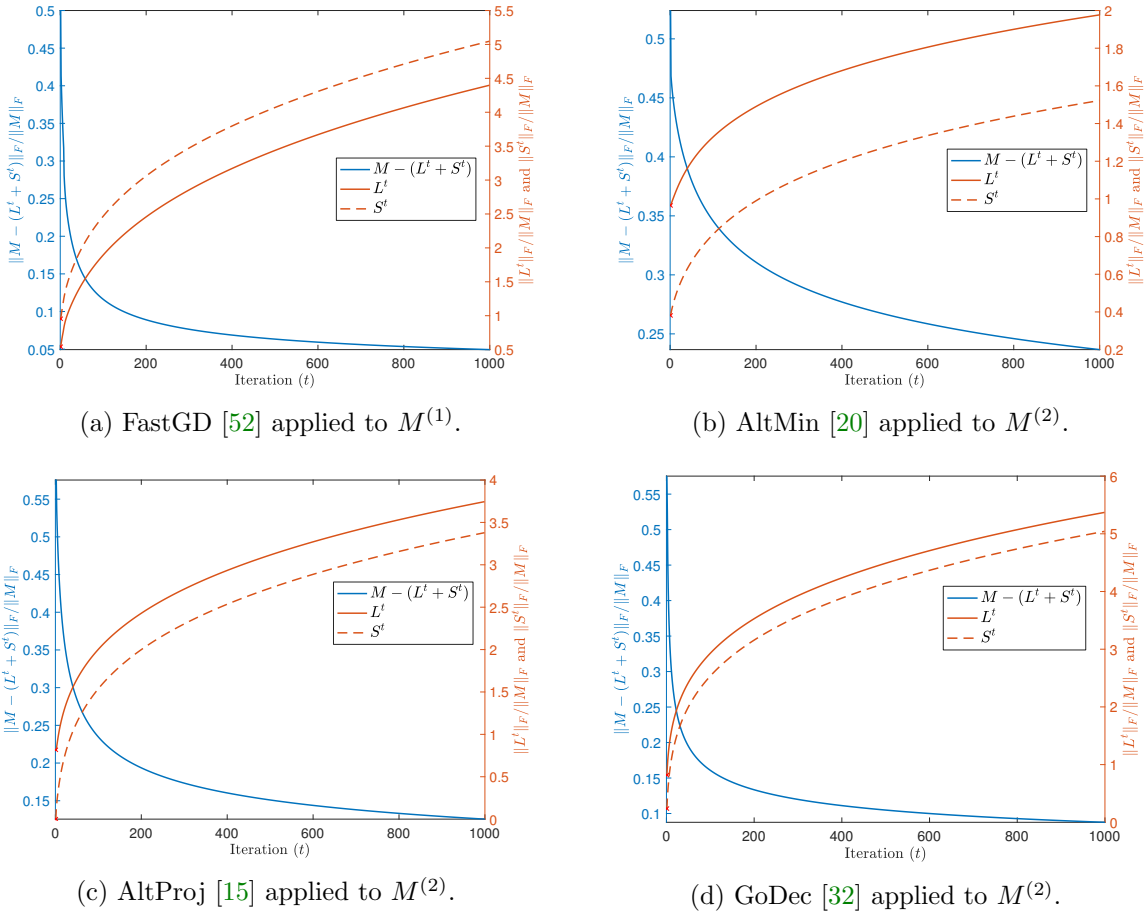 0.5
0.45
0.4
0.35
0.3
0.25
0.2
0.15
0.1
0.05
‖M − (L^t + S^t)‖_F/‖M‖_F
0 200 400 600 800 1000
Iteration (t)
5.5
5
4.5
4
3.5
3
2.5
2
1.5
1
0.5
‖L^t‖_F/‖M‖_F and ‖S^t‖_F/‖M‖_F
M − (L^t + S^t)
L^t
S^t
(a) FastGD [52] applied to M^(1).
0.5
0.45
0.4
0.35
0.3
0.25
‖M − (L^t + S^t)‖_F/‖M‖_F
0 200 400 600 800 1000
Iteration (t)
2
1.8
1.6
1.4
1.2
1
0.8
0.6
0.4
0.2
‖L^t‖_F/‖M‖_F and ‖S^t‖_F/‖M‖_F
M − (L^t + S^t)
L^t
S^t
(b) AltMin [20] applied to M^(2).
0.55
0.5
0.45
0.4
0.35
0.3
0.25
0.2
0.15
‖M − (L^t + S^t)‖_F/‖M‖_F
0 200 400 600 800 1000
Iteration (t)
4
3.5
3
2.5
2
1.5
1
0.5
0
‖L^t‖_F/‖M‖_F and ‖S^t‖_F/‖M‖_F
M − (L^t + S^t)
L^t
S^t
(c) AltProj [15] applied to M^(2).
0.55
0.5
0.45
0.4
0.35
0.3
0.25
0.2
0.15
0.1
‖M − (L^t + S^t)‖_F/‖M‖_F
0 200 400 600 800 1000
Iteration (t)
6
5
4
3
2
1
0
‖L^t‖_F/‖M‖_F and ‖S^t‖_F/‖M‖_F
M − (L^t + S^t)
L^t
S^t
(d) GoDec [32] applied to M^(2).